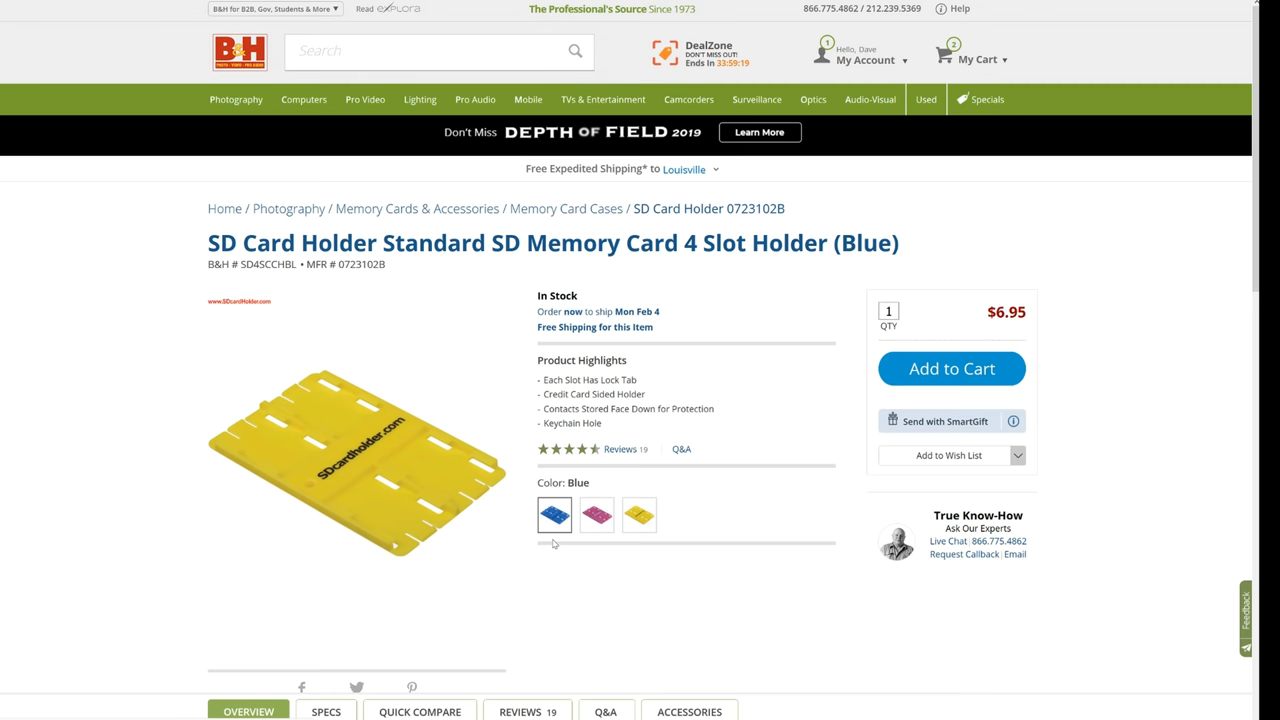 B&H for B2B, Gov, Students & More ▼
Read eXPLORA
The Professional's Source Since 1973
866.775.4862 / 212.239.5369
Help
B&H
PHOTO · VIDEO · PRO AUDIO
Search
DealZone
DON'T MISS OUT!
Ends In 33:59:19
1
Hello, Dave
My Account
2
My Cart
Photography
Computers
Pro Video
Lighting
Pro Audio
Mobile
TVs & Entertainment
Camcorders
Surveillance
Optics
Audio-Visual
Used
Specials
Don't Miss DEPTH OF FIELD 2019
Learn More
Free Expedited Shipping* to Louisville
Home / Photography / Memory Cards & Accessories / Memory Card Cases / SD Card Holder 0723102B
SD Card Holder Standard SD Memory Card 4 Slot Holder (Blue)
B&H # SD4SCCHBL • MFR # 0723102B
www.SDcardHolder.com
SDcardholder.com
In Stock
Order now to ship Mon Feb 4
Free Shipping for this Item
Product Highlights
- Each Slot Has Lock Tab
- Credit Card Sided Holder
- Contacts Stored Face Down for Protection
- Keychain Hole
Reviews 19
Q&A
Color: Blue
1
QTY
$6.95
Add to Cart
Send with SmartGift
Add to Wish List
True Know-How
Ask Our Experts
Live Chat | 866.775.4862
Request Callback | Email
Feedback
OVERVIEW
SPECS
QUICK COMPARE
REVIEWS 19
Q&A
ACCESSORIES